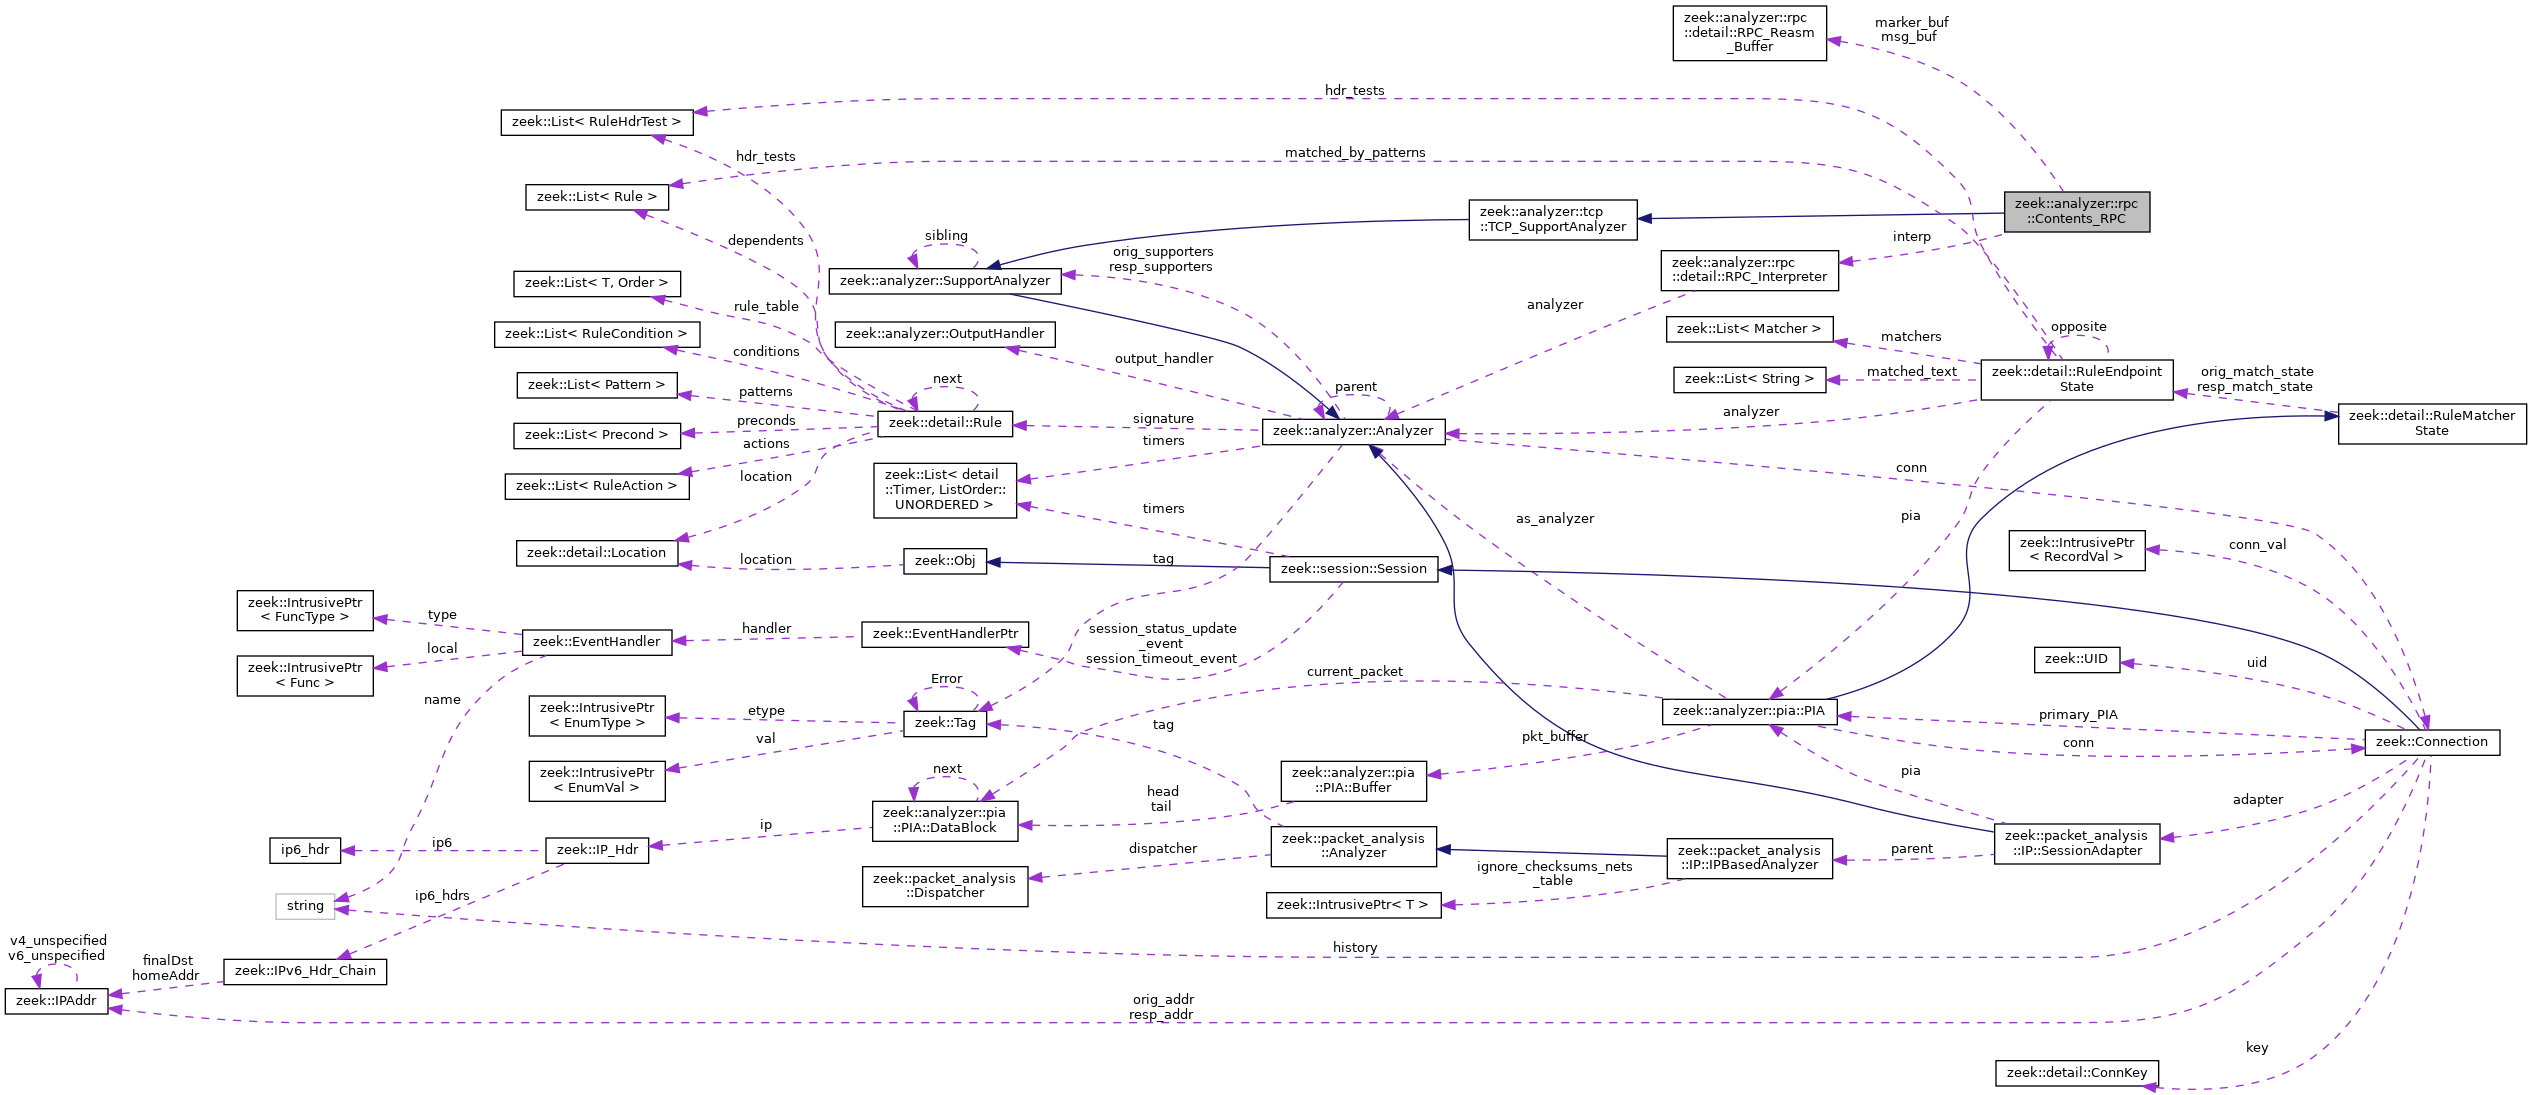 zeek::analyzer::rpc
::detail::RPC_Reasm
_Buffer
marker_buf
msg_buf
hdr_tests
zeek::List< RuleHdrTest >
hdr_tests
matched_by_patterns
zeek::List< Rule >
zeek::analyzer::rpc
::Contents_RPC
zeek::analyzer::tcp
::TCP_SupportAnalyzer
dependents
sibling
interp
orig_supporters
resp_supporters
zeek::analyzer::rpc
::detail::RPC_Interpreter
zeek::List< T, Order >
zeek::analyzer::SupportAnalyzer
rule_table
analyzer
zeek::List< RuleCondition >
zeek::analyzer::OutputHandler
zeek::List< Matcher >
opposite
matchers
conditions
output_handler
zeek::List< Pattern >
patterns
next
parent
zeek::List< String >
matched_text
zeek::detail::RuleEndpoint
State
orig_match_state
resp_match_state
zeek::detail::RuleMatcher
State
preconds
zeek::detail::Rule
signature
analyzer
zeek::List< Precond >
actions
timers
zeek::analyzer::Analyzer
conn
zeek::List< RuleAction >
location
zeek::List< detail
::Timer, ListOrder::
UNORDERED >
timers
as_analyzer
pia
zeek::IntrusivePtr
< RecordVal >
conn_val
zeek::detail::Location
location
zeek::Obj
tag
zeek::session::Session
zeek::IntrusivePtr
< FuncType >
type
zeek::EventHandler
handler
zeek::EventHandlerPtr
session_status_update
_event
session_timeout_event
local
zeek::IntrusivePtr
< Func >
zeek::UID
uid
name
Error
current_packet
zeek::IntrusivePtr
< EnumType >
etype
zeek::Tag
tag
zeek::analyzer::pia::PIA
primary_PIA
conn
zeek::Connection
val
pkt_buffer
zeek::IntrusivePtr
< EnumVal >
next
zeek::analyzer::pia
::PIA::Buffer
pia
head
tail
adapter
zeek::analyzer::pia
::PIA::DataBlock
ip
ip6_hdr
ip6
zeek::IP_Hdr
dispatcher
zeek::packet_analysis
::Analyzer
zeek::packet_analysis
::IP::IPBasedAnalyzer
parent
zeek::packet_analysis
::IP::SessionAdapter
zeek::packet_analysis
::Dispatcher
ignore_checksums_nets
_table
zeek::IntrusivePtr< T >
string
ip6_hdrs
history
v4_unspecified
v6_unspecified
finalDst
homeAddr
zeek::IPv6_Hdr_Chain
zeek::IPAddr
orig_addr
resp_addr
key
zeek::detail::ConnKey